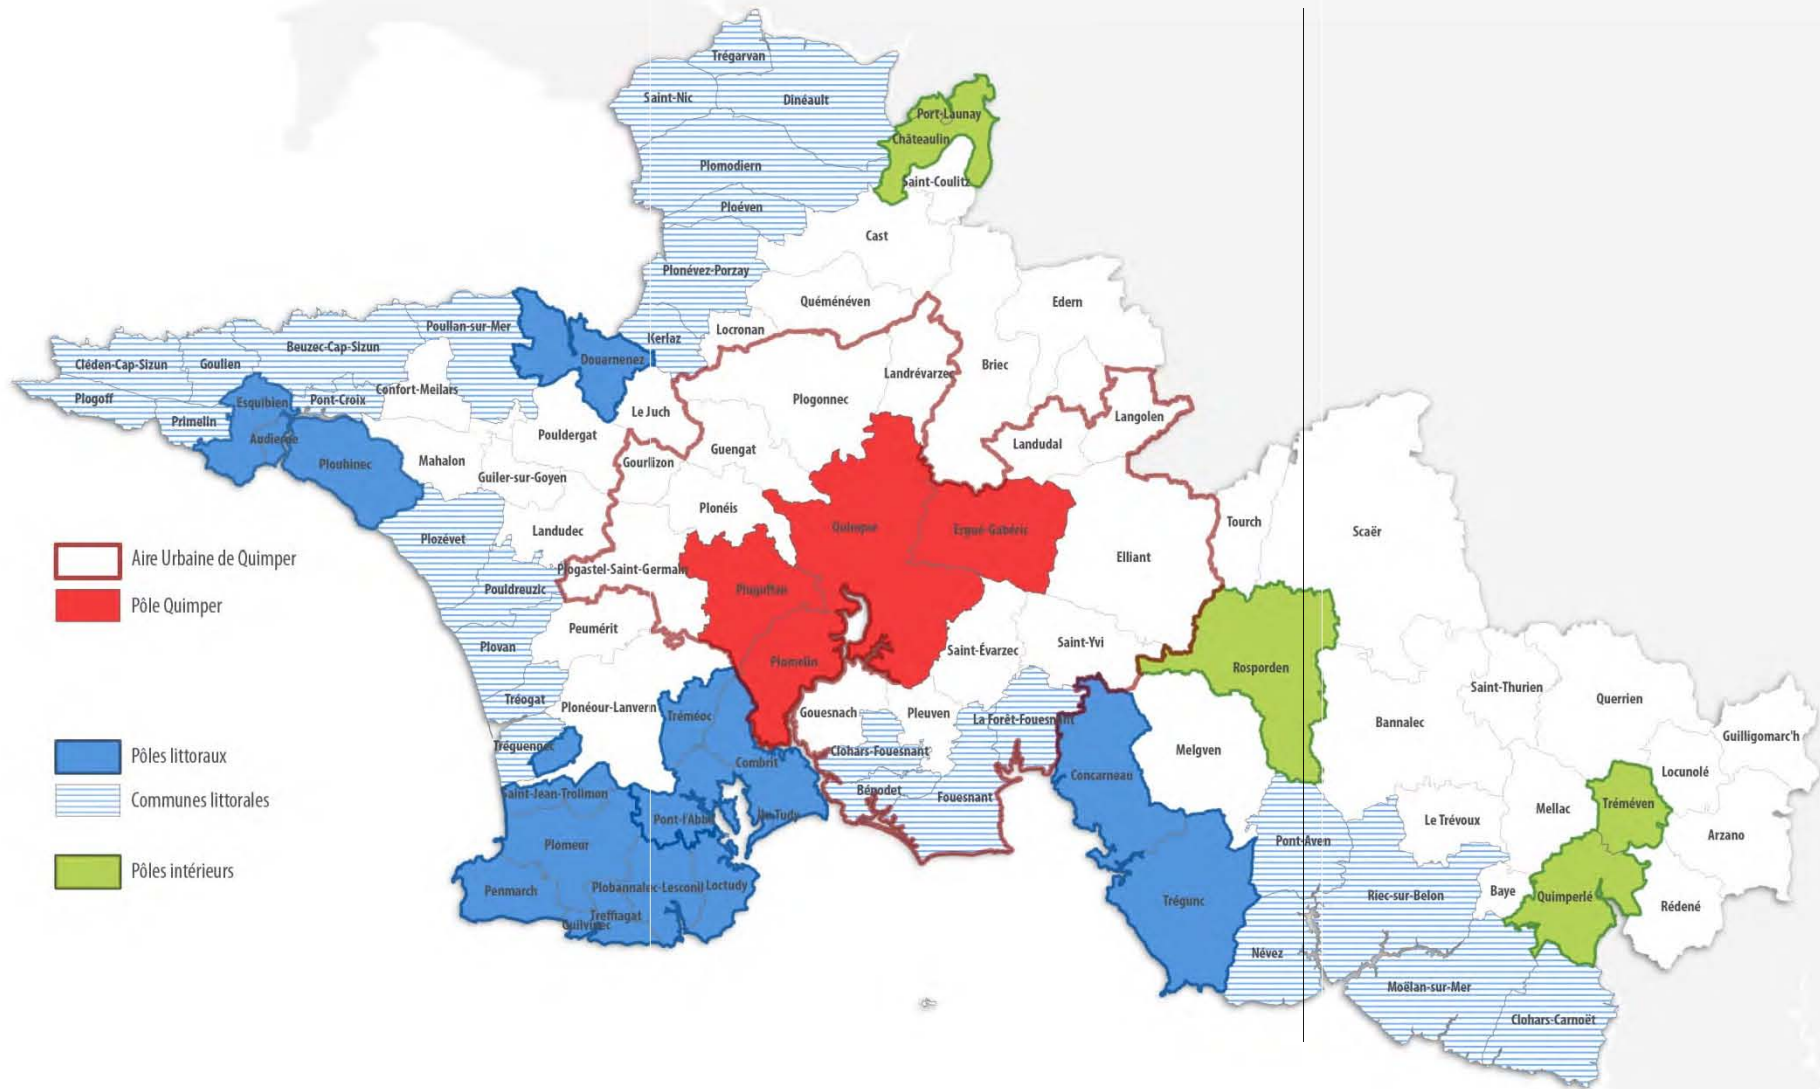 Trégarvan
Saint-Nic
Dinéault
Port-Launay
Châteaulin
Plomodiern
Saint-Coulitz
Ploéven
Cast
Plonévez-Porzay
Quéménéven
Edern
Locronan
Kerlaz
Poullan-sur-Mer
Beuzec-Cap-Sizun
Douarnenez
Cléden-Cap-Sizun
Goulien
Briec
Landrévarzec
Confort-Meilars
Plogoff
Pont-Croix
Esquibien
Plogonnec
Le Juch
Langolen
Primelin
Audierne
Pouldergat
Landudal
Guengat
Plouhinec
Mahalon
Gourlizon
Guiler-sur-Goyen
Plonéis
Tourch
Scaër
Landudec
Quimper
Ergué-Gabéric
Plozévet
Elliant
Aire Urbaine de Quimper
Plogastel-Saint-Germain
Pouldreuzic
Pluguffan
Pôle Quimper
Peumérit
Plovan
Saint-Évarzec
Saint-Yvi
Plomelin
Rosporden
Saint-Thurien
Querrien
Tréogat
Plonéour-Lanvern
Tréméoc
Gouesnach
Pleuven
La Forêt-Fouesnant
Bannalec
Guilligomarc'h
Tréguennec
Clohars-Fouesnant
Melgven
Pôles littoraux
Combrit
Concarneau
Locunolé
Communes littorales
Saint-Jean-Trolimon
Bénodet
Fouesnant
Mellac
Tréméven
Pont-l'Abbé
Île-Tudy
Le Trévoux
Arzano
Plomeur
Pont-Aven
Pôles intérieurs
Penmarch
Plobannalec-Lesconil
Loctudy
Riec-sur-Belon
Baye
Quimperlé
Trégunc
Rédené
Treffiagat
Guilvinec
Névez
Moëlan-sur-Mer
Clohars-Carnoët